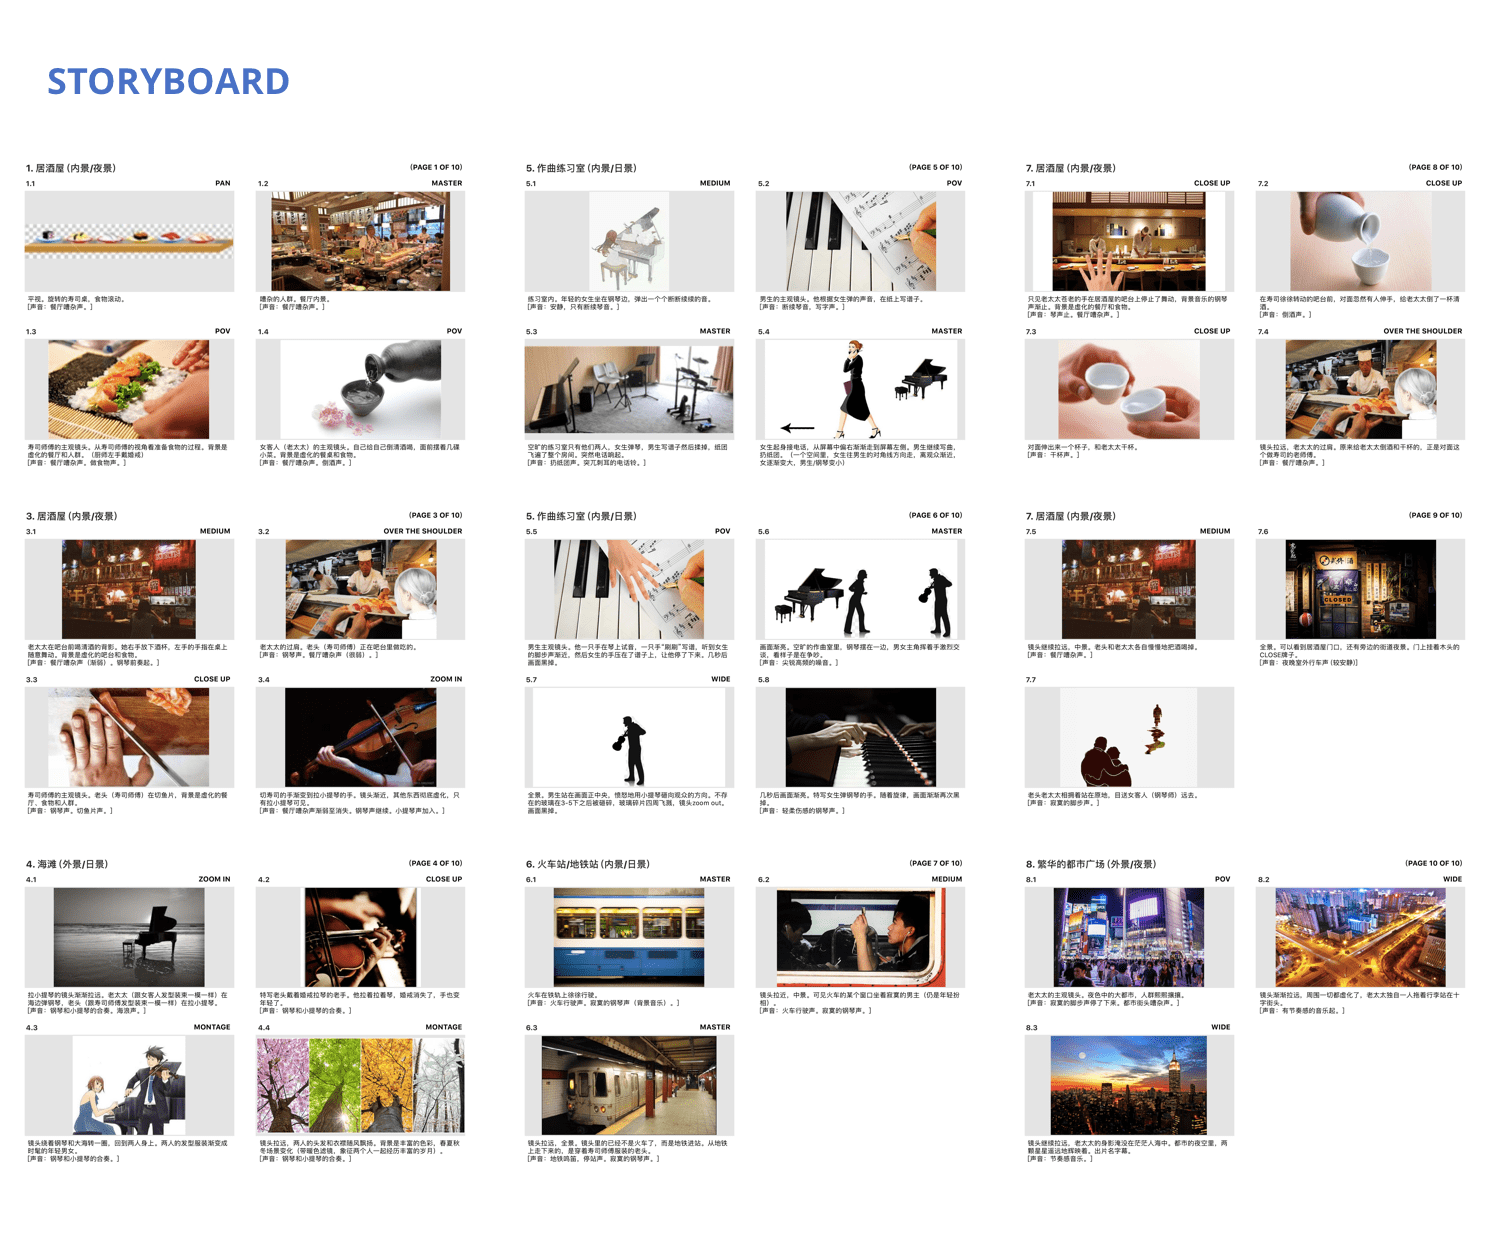 STORYBOARD
1. 居酒屋 (内景/夜景)
(PAGE 1 OF 10)
1.1
PAN
平视。旋转的寿司桌，食物滚动。
[声音：餐厅嘈杂声。]
1.2
MASTER
嘈杂的人群。餐厅内景。
[声音：餐厅嘈杂声。]
1.3
POV
寿司师傅的主观镜头。从寿司师傅的视角看准备食物的过程，背景是
虚化的餐厅和人群。（厨师左手戴婚戒）
[声音：餐厅嘈杂声。做食物声。]
1.4
POV
女客人（老太太）的主观镜头。自己给自己倒清酒喝，面前摆着几碟
小菜。背景是虚化的餐桌和食物。
[声音：餐厅嘈杂声。倒酒声。]
3. 居酒屋 (内景/夜景)
(PAGE 3 OF 10)
3.1
MEDIUM
老太太在吧台前喝清酒的背影。她右手放下酒杯，左手的手指在桌上
随意舞动。背景是虚化的吧台和食物。
[声音：餐厅嘈杂声（渐弱）。钢琴前奏起。]
3.2
OVER THE SHOULDER
老太太的过肩。老头（寿司师傅）正在吧台里做吃的。
[声音：钢琴声。餐厅嘈杂声（很弱）。]
3.3
CLOSE UP
寿司师傅的主观镜头。老头（寿司师傅）在切鱼片，背景是虚化的餐
厅，食物和人群。
[声音：钢琴声。切鱼片声。]
3.4
ZOOM IN
切寿司的手渐变到拉小提琴的手。镜头渐近，其他东西彻底虚化，只
有拉小提琴可见。
[声音：餐厅嘈杂声渐弱至消失。钢琴声继续。小提琴声加入。]
4. 海滩 (外景/日景)
(PAGE 4 OF 10)
4.1
ZOOM IN
拉小提琴的镜头渐渐拉远。老太太（跟女客人发型装束一模一样）在
海边弹钢琴，老头（跟寿司师傅发型装束一模一样）在拉小提琴。
[声音：钢琴和小提琴的合奏。海浪声。]
4.2
CLOSE UP
特写老头戴着婚戒拉琴的老手。他拉着拉着琴，婚戒消失了，手也变
年轻了。
[声音：钢琴和小提琴的合奏。]
4.3
MONTAGE
镜头绕着钢琴和大海转一圈，回到两人身上。两人的发型服装渐变成
时髦的年轻男女。
[声音：钢琴和小提琴的合奏。]
4.4
MONTAGE
镜头拉远，两人的头发和衣襟随风飘扬。背景是丰富的色彩，春夏秋
冬场景变化（带暖色滤镜，象征两个人一起经历丰富的岁月）。
[声音：钢琴和小提琴的合奏。]
5. 作曲练习室 (内景/日景)
(PAGE 5 OF 10)
5.1
MEDIUM
练习室内。年轻的女生坐在钢琴边，弹出一个个断断续续的音。
[声音：安静，只有断续琴音。]
5.2
POV
男生的主观镜头。他根据女生弹的声音，在纸上写谱子。
[声音：断续琴音，写字声。]
5.3
MASTER
空旷的练习室只有他们两人，女生弹琴，男生写谱子然后揉掉，纸团
飞遍了整个房间。突然电话响起。
[声音：扔纸团声。突兀刺耳的电话铃。]
5.4
MASTER
女生起身接电话，从屏幕中偏右渐渐走到屏幕左侧。男生继续写曲，
扔纸团。（一个空间里，女生往男生的对角线方向走，离观众渐近，
女逐渐变大，男生/钢琴变小）
5. 作曲练习室 (内景/日景)
(PAGE 6 OF 10)
5.5
POV
男生主观镜头。他一只手在琴上试音，一只手“刷刷”写谱，听到女生
的脚步声渐近，然后女生的手压在了谱子上，让他停了下来。几秒后
画面黑掉。
5.6
MASTER
画面渐亮。空旷的作曲室里，钢琴摆在一边，男女主角挥着手激烈交
谈，看样子是在争吵。
[声音：尖锐高频的噪音。]
5.7
WIDE
全景。男生站在画面正中央，愤怒地用小提琴砸向观众的方向。不存
在的玻璃在3-5下之后被砸碎，玻璃碎片四周飞溅，镜头zoom out。
画面黑掉。
5.8
几秒后画面渐亮。特写女生弹钢琴的手。随着旋律，画面渐渐再次黑
掉。
[声音：轻柔伤感的钢琴声。]
6. 火车站/地铁站 (内景/日景)
(PAGE 7 OF 10)
6.1
MASTER
火车在铁轨上徐徐行驶。
[声音：火车行驶声。寂寞的钢琴声（背景音乐）。]
6.2
MEDIUM
镜头拉近，中景。可见火车的某个窗口坐着寂寞的男主（仍是年轻扮
相）。
[声音：火车行驶声。寂寞的钢琴声。]
6.3
MASTER
镜头拉远，全景。镜头里的已经不是火车了，而是地铁进站。从地铁
上走下来的，是穿着寿司师傅服装的老头。
[声音：地铁鸣笛，停站声。寂寞的钢琴声。]
7. 居酒屋 (内景/夜景)
(PAGE 8 OF 10)
7.1
CLOSE UP
只见老太太苍老的手在居酒屋的吧台上停止了舞动，背景音乐的钢琴
声渐止。背景是虚化的餐厅和食物。
[声音：琴声止。餐厅嘈杂声。]
7.2
CLOSE UP
在寿司徐徐转动的吧台前，对面忽然有人伸手，给老太太倒了一杯清
酒。
[声音：倒酒声。]
7.3
CLOSE UP
对面伸出来一个杯子，和老太太干杯。
[声音：干杯声。]
7.4
OVER THE SHOULDER
镜头拉远，老太太的过肩。原来给老太太倒酒和干杯的，正是对面这
个做寿司的老师傅。
[声音：餐厅嘈杂声。]
7. 居酒屋 (内景/夜景)
(PAGE 9 OF 10)
7.5
MEDIUM
镜头继续拉远，中景。老头和老太太各自慢慢地把酒喝掉。
[声音：餐厅嘈杂声。]
7.6
CLOSED
全景。可以看到居酒屋门口，还有旁边的街道夜景。门上挂着木头的
CLOSE牌子。
[声音：夜晚室外行车声 (较安静)]
7.7
老头老太太相拥着站在原地，目送女客人（钢琴师）远去。
[声音：寂寞的脚步声。]
8. 繁华的都市广场 (外景/夜景)
(PAGE 10 OF 10)
8.1
POV
老太太的主观镜头。夜色中的大都市，人群熙熙攘攘。
[声音：寂寞的脚步声停了下来。都市街头嘈杂声。]
8.2
WIDE
镜头渐渐拉远，周围一切都虚化了，老太太独自一人拖着行李站在十
字街头。
[声音：有节奏感的音乐起。]
8.3
WIDE
镜头继续拉远，老太太的身影淹没在茫茫人海中。都市的夜空里，两
颗星星遥远地辉映着。出片名字幕。
[声音：节奏感音乐。]